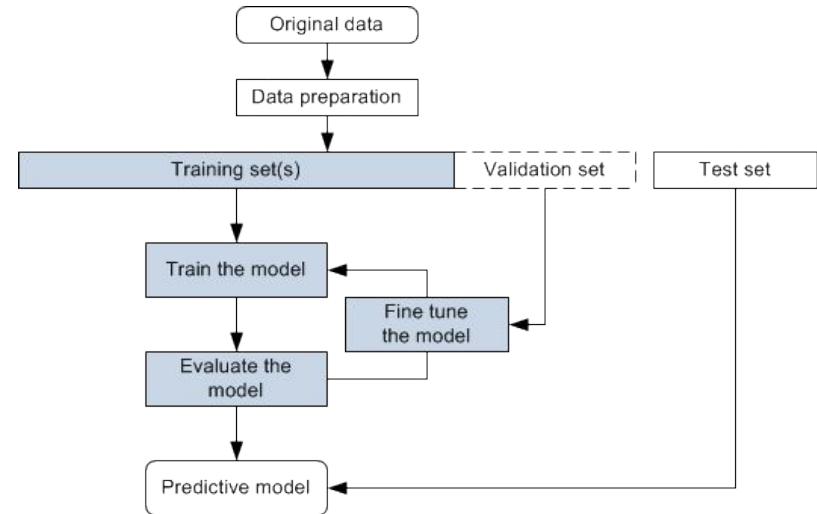 Original data
Data preparation
Training set(s)
Validation set
Test set
Train the model
Fine tune
the model
Evaluate the
model
Predictive model